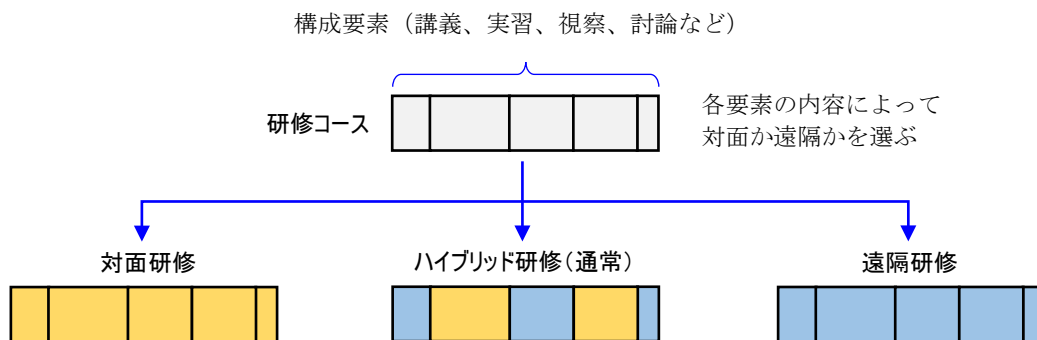 構成要素（講義、実習、視察、討論など）
研修コース
各要素の内容によって
対面か遠隔かを選ぶ
対面研修
ハイブリッド研修（通常）
遠隔研修